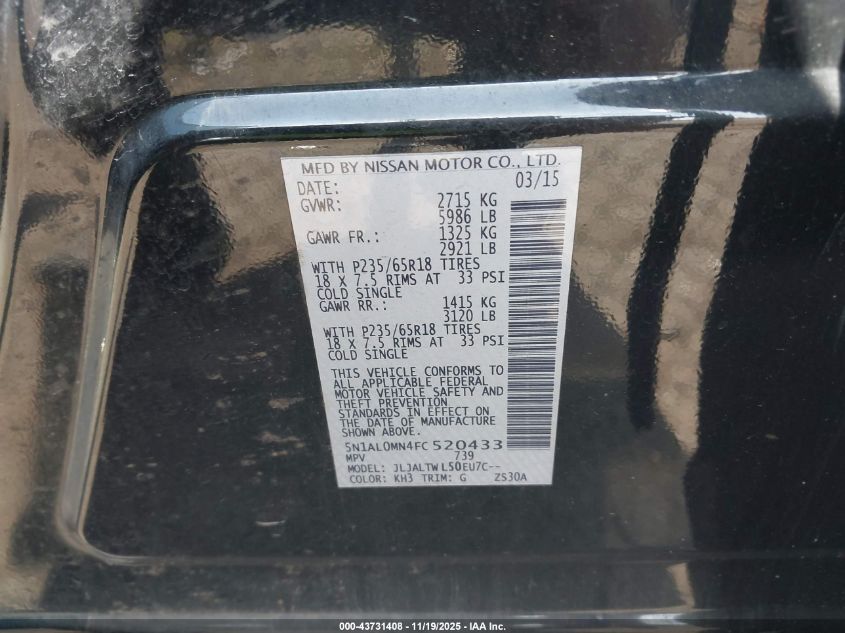 MFD BY NISSAN MOTOR CO., LTD.
DATE: 03/15
GVWR: 2715 KG
5986 LB
GAWR FR.: 1325 KG
2921 LB
WITH P235/65R18 TIRES
18 X 7.5 RIMS AT 33 PSI
COLD SINGLE
GAWR RR.: 1415 KG
3120 LB
WITH P235/65R18 TIRES
18 X 7.5 RIMS AT 33 PSI
COLD SINGLE
THIS VEHICLE CONFORMS TO
ALL APPLICABLE FEDERAL
MOTOR VEHICLE SAFETY AND
THEFT PREVENTION
STANDARDS IN EFFECT ON
THE DATE OF MANUFACTURE
SHOWN ABOVE.
5N1AL0MN4FC520433
MPV 739
MODEL: JLJALTWL50EU7C--
COLOR: KH3 TRIM: G ZS30A
000-43731408 - 11/19/2025 - IAA Inc.